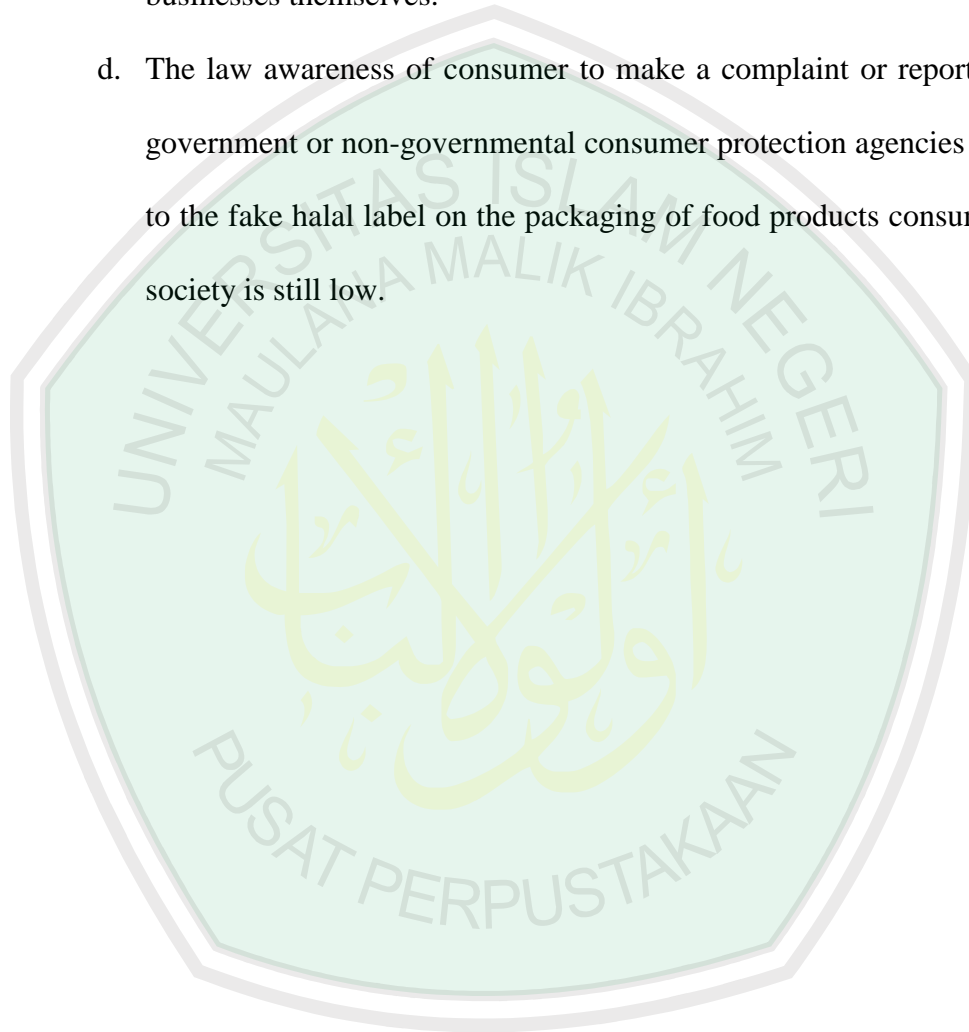 businesses themselves.
d. The law awareness of consumer to make a complaint or report
government or non-governmental consumer protection agencies
to the fake halal label on the packaging of food products
society is still low.
UNIVERSITAS ISLAM NEGERI
MAULANA MALIK IBRAHIM
أولو الألباب
PUSAT PERPUSTAKAAN